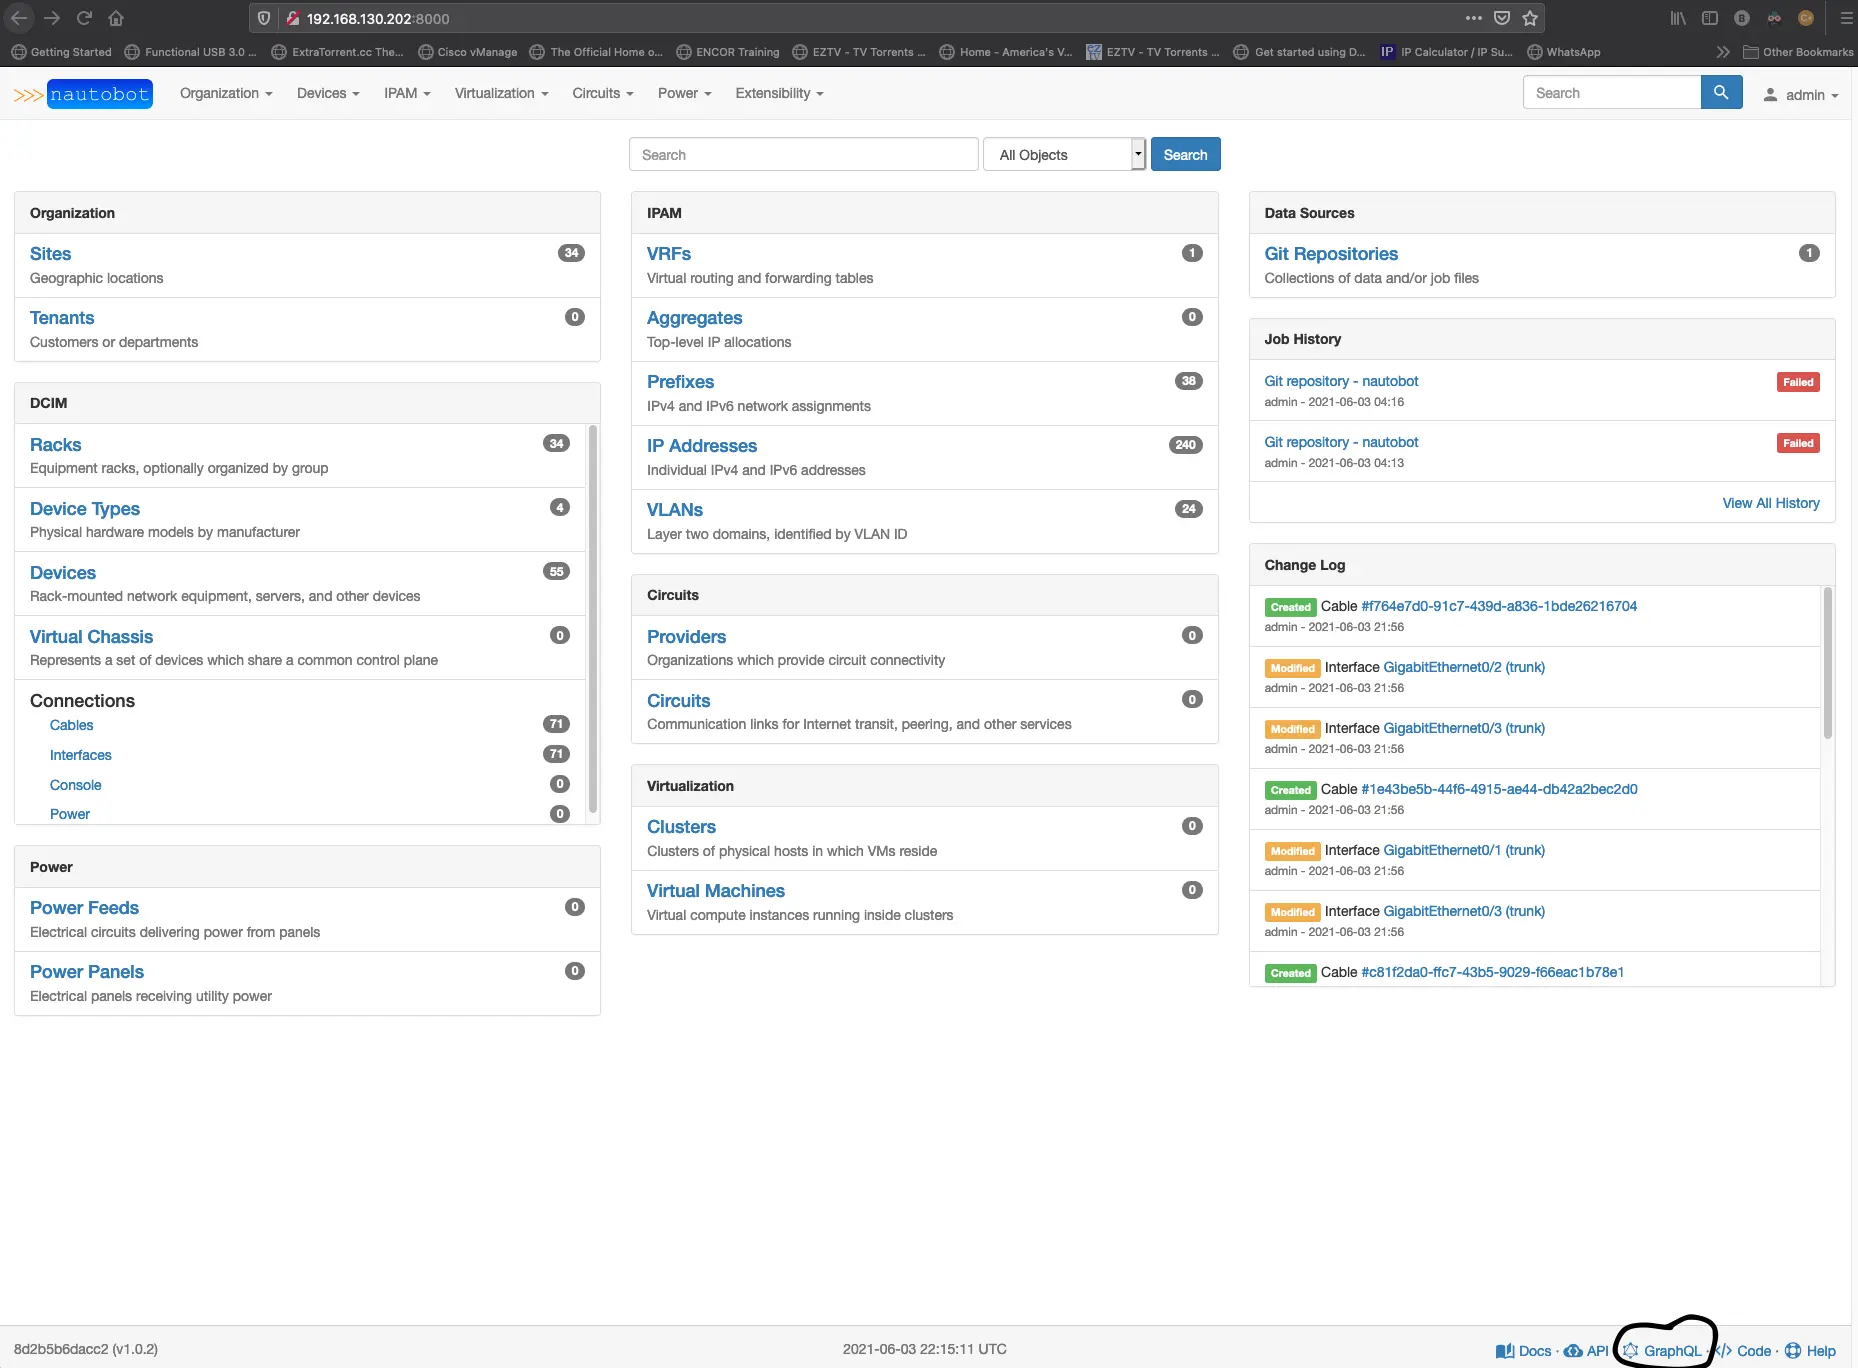 192.168.130.202:8000
Getting Started Functional USB 3.0 ... ExtraTorrent.cc The... Cisco vManage The Official Home o... ENCOR Training EZTV - TV Torrents ... Home - America's V... EZTV - TV Torrents ... Get started using D... IP IP Calculator / IP Su... WhatsApp Other Bookmarks
>>> nautobot Organization Devices IPAM Virtualization Circuits Power Extensibility Search admin
Search All Objects Search
Organization
Sites 34
Geographic locations
Tenants 0
Customers or departments
DCIM
Racks 34
Equipment racks, optionally organized by group
Device Types 4
Physical hardware models by manufacturer
Devices 55
Rack-mounted network equipment, servers, and other devices
Virtual Chassis 0
Represents a set of devices which share a common control plane
Connections
Cables 71
Interfaces 71
Console 0
Power 0
Power
Power Feeds 0
Electrical circuits delivering power from panels
Power Panels 0
Electrical panels receiving utility power
IPAM
VRFs 1
Virtual routing and forwarding tables
Aggregates 0
Top-level IP allocations
Prefixes 38
IPv4 and IPv6 network assignments
IP Addresses 240
Individual IPv4 and IPv6 addresses
VLANs 24
Layer two domains, identified by VLAN ID
Circuits
Providers 0
Organizations which provide circuit connectivity
Circuits 0
Communication links for Internet transit, peering, and other services
Virtualization
Clusters 0
Clusters of physical hosts in which VMs reside
Virtual Machines 0
Virtual compute instances running inside clusters
Data Sources
Git Repositories 1
Collections of data and/or job files
Job History
Git repository - nautobot Failed
admin - 2021-06-03 04:16
Git repository - nautobot Failed
admin - 2021-06-03 04:13
View All History
Change Log
Created Cable #f764e7d0-91c7-439d-a836-1bde26216704
admin - 2021-06-03 21:56
Modified Interface GigabitEthernet0/2 (trunk)
admin - 2021-06-03 21:56
Modified Interface GigabitEthernet0/3 (trunk)
admin - 2021-06-03 21:56
Created Cable #1e43be5b-44f6-4915-ae44-db42a2bec2d0
admin - 2021-06-03 21:56
Modified Interface GigabitEthernet0/1 (trunk)
admin - 2021-06-03 21:56
Modified Interface GigabitEthernet0/3 (trunk)
admin - 2021-06-03 21:56
Created Cable #c81f2da0-ffc7-43b5-9029-f66eac1b78e1
8d2b5b6dacc2 (v1.0.2) 2021-06-03 22:15:11 UTC Docs · API GraphQL · </> Code · Help